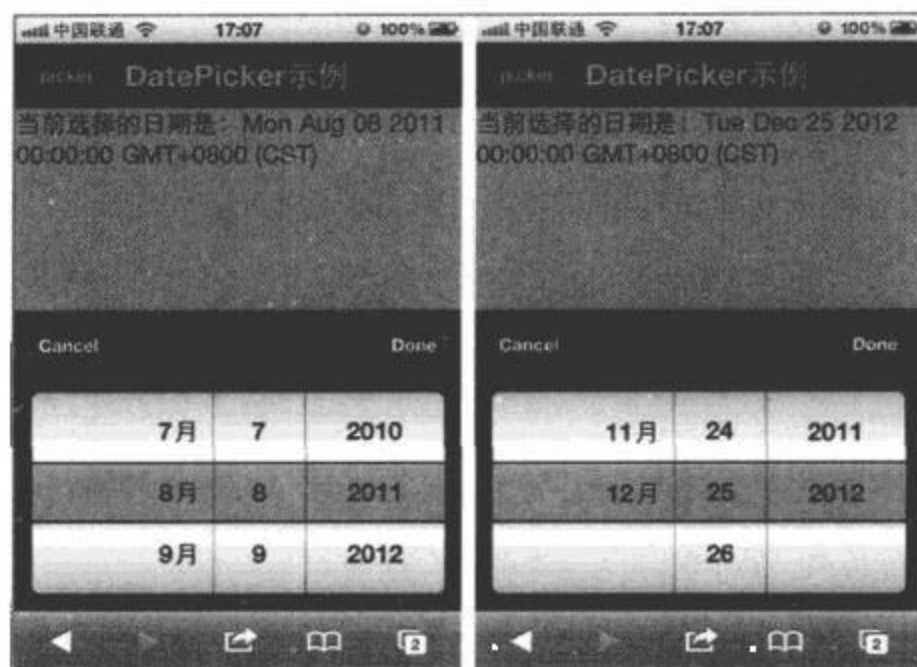 中国联通 17:07 100%
picker DatePicker示例
当前选择的日期是: Mon Aug 08 2011
00:00:00 GMT+0800 (CST)
Cancel Done
7月 7 2010
8月 8 2011
9月 9 2012
2
中国联通 17:07 100%
picker DatePicker示例
当前选择的日期是: Tue Dec 25 2012
00:00:00 GMT+0800 (CST)
Cancel Done
11月 24 2011
12月 25 2012
26
2